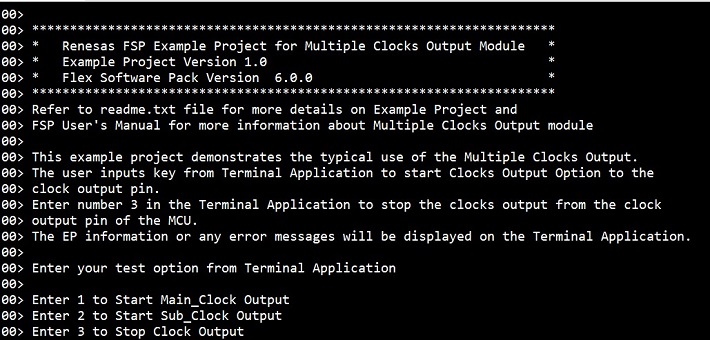 00>
00> *******************************************************************
00> *   Renesas FSP Example Project for Multiple Clocks Output Module   *
00> *   Example Project Version 1.0                                     *
00> *   Flex Software Pack Version  6.0.0                               *
00> *******************************************************************
00> Refer to readme.txt file for more details on Example Project and
00> FSP User's Manual for more information about Multiple Clocks Output module
00>
00> This example project demonstrates the typical use of the Multiple Clocks Output.
00> The user inputs key from Terminal Application to start Clocks Output Option to the
00> clock output pin.
00> Enter number 3 in the Terminal Application to stop the clocks output from the clock
00> output pin of the MCU.
00> The EP information or any error messages will be displayed on the Terminal Application.
00>
00> Enter your test option from Terminal Application
00>
00> Enter 1 to Start Main_Clock Output
00> Enter 2 to Start Sub_Clock Output
00> Enter 3 to Stop Clock Output